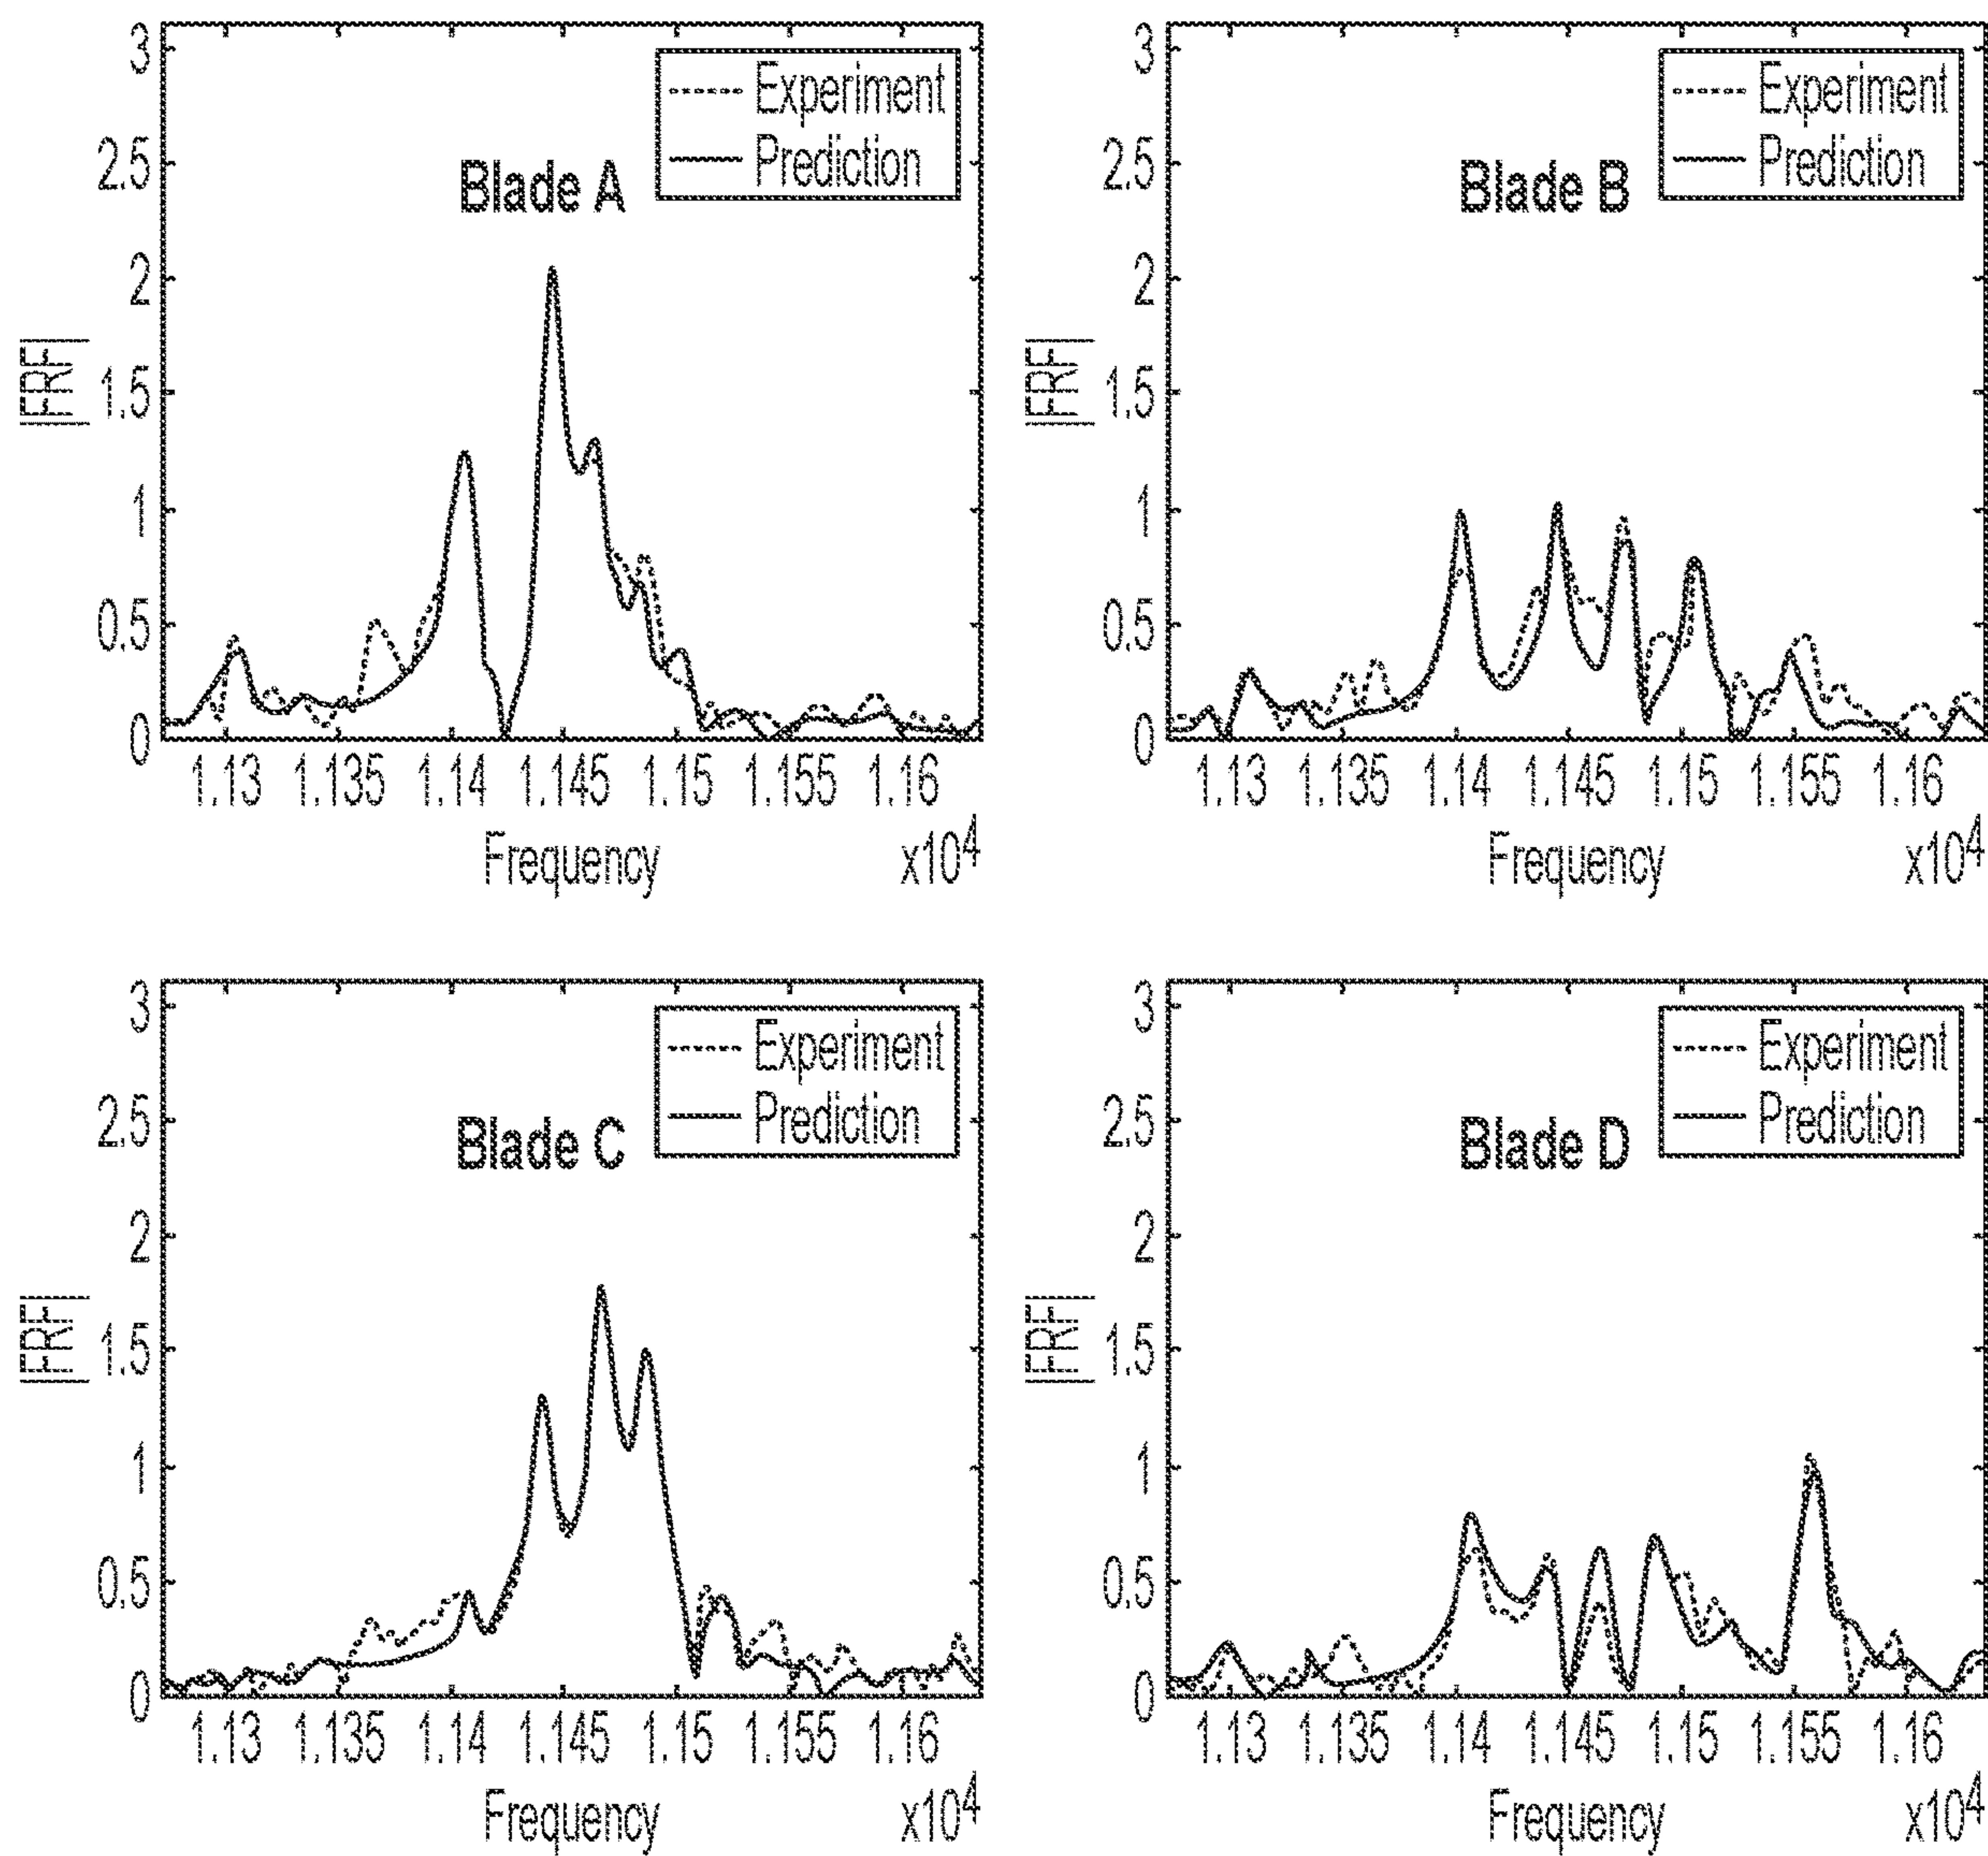 3
2.5
2
1.5
1
0.5
0
|FRF|
Blade A
Experiment
Prediction
1.13 1.135 1.14 1.145 1.15 1.155 1.16
Frequency
x10⁴
3
2.5
2
1.5
1
0.5
0
|FRF|
Blade B
Experiment
Prediction
1.13 1.135 1.14 1.145 1.15 1.155 1.16
Frequency
x10⁴
3
2.5
2
1.5
1
0.5
0
|FRF|
Blade C
Experiment
Prediction
1.13 1.135 1.14 1.145 1.15 1.155 1.16
Frequency
x10⁴
3
2.5
2
1.5
1
0.5
0
|FRF|
Blade D
Experiment
Prediction
1.13 1.135 1.14 1.145 1.15 1.155 1.16
Frequency
x10⁴